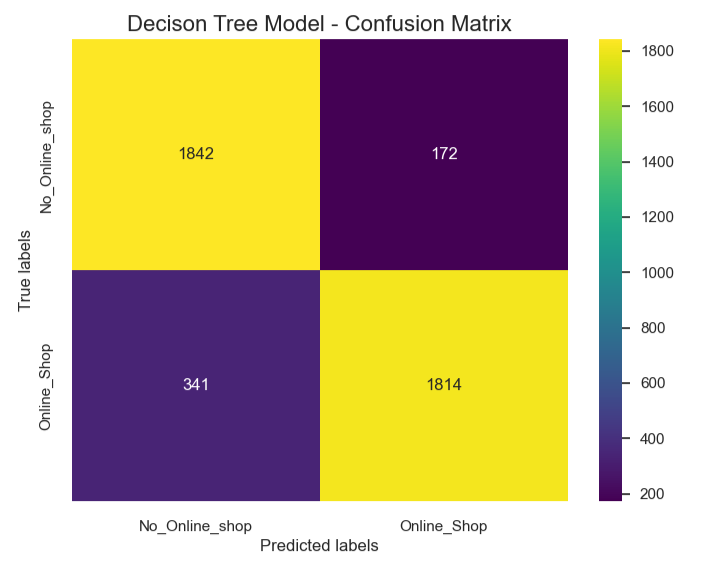 Decison Tree Model - Confusion Matrix
True labels
No_Online_shop
1842
172
Online_Shop
341
1814
No_Online_shop
Online_Shop
Predicted labels
1800
1600
1400
1200
1000
800
600
400
200